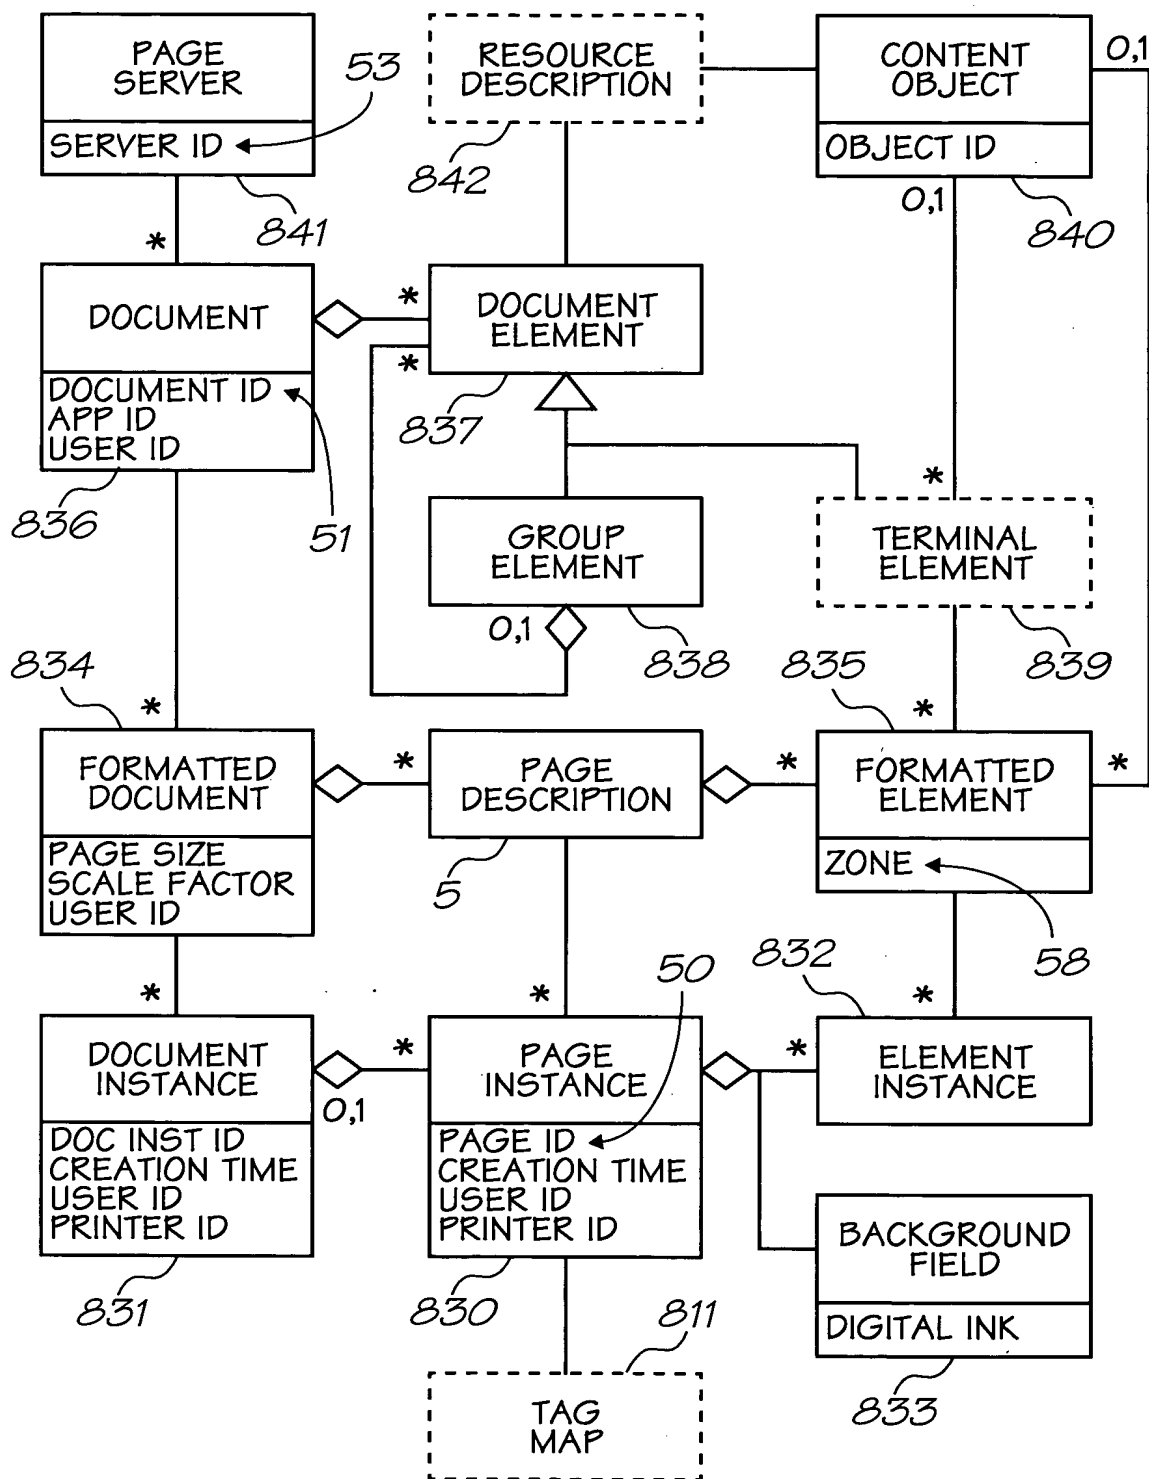 PAGE
SERVER
SERVER ID
53
841
RESOURCE
DESCRIPTION
842
CONTENT
OBJECT
OBJECT ID
0,1
0,1
840
*
DOCUMENT
DOCUMENT ID
APP ID
USER ID
836
51
*
*
DOCUMENT
ELEMENT
837
GROUP
ELEMENT
0,1
838
*
TERMINAL
ELEMENT
839
834
*
FORMATTED
DOCUMENT
PAGE SIZE
SCALE FACTOR
USER ID
*
PAGE
DESCRIPTION
5
835
*
*
*
FORMATTED
ELEMENT
ZONE
58
*
DOCUMENT
INSTANCE
0,1
DOC INST ID
CREATION TIME
USER ID
PRINTER ID
831
*
*
50
PAGE
INSTANCE
PAGE ID
CREATION TIME
USER ID
PRINTER ID
830
832
*
*
ELEMENT
INSTANCE
BACKGROUND
FIELD
DIGITAL INK
833
811
TAG
MAP